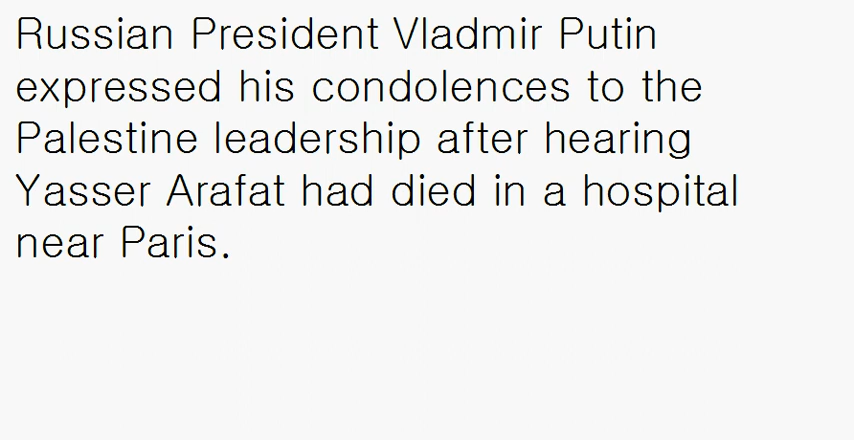 Russian President Vladmir Putin
expressed his condolences to the
Palestine leadership after hearing
Yasser Arafat had died in a hospital
near Paris.